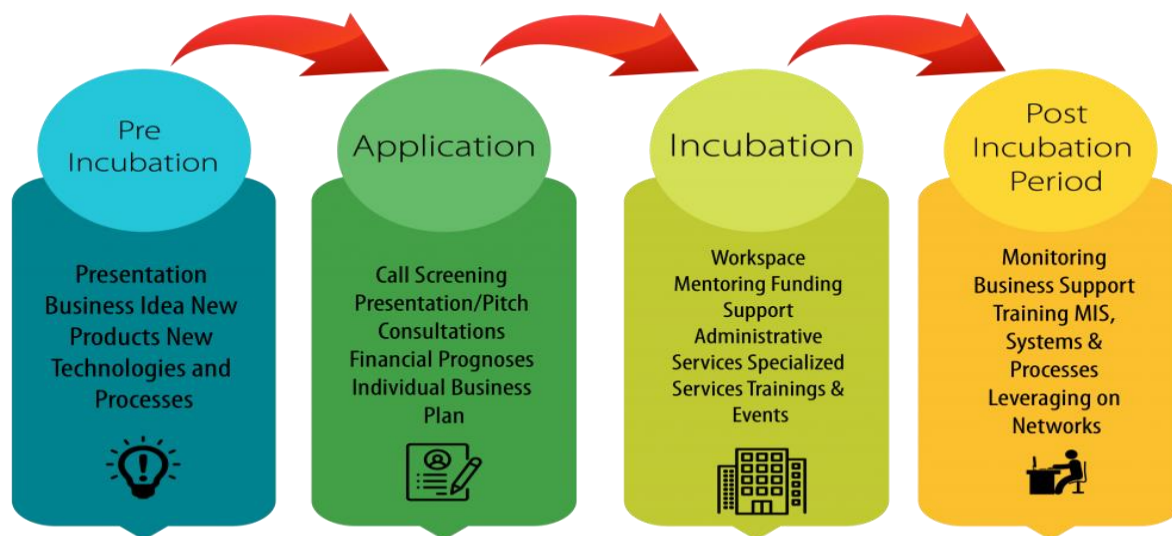 Pre
Incubation
Presentation
Business Idea New
Products New
Technologies and
Processes
Application
Call Screening
Presentation/Pitch
Consultations
Financial Prognoses
Individual Business
Plan
Incubation
Workspace
Mentoring Funding
Support
Administrative
Services Specialized
Services Trainings &
Events
Post
Incubation
Period
Monitoring
Business Support
Training MIS,
Systems &
Processes
Leveraging on
Networks